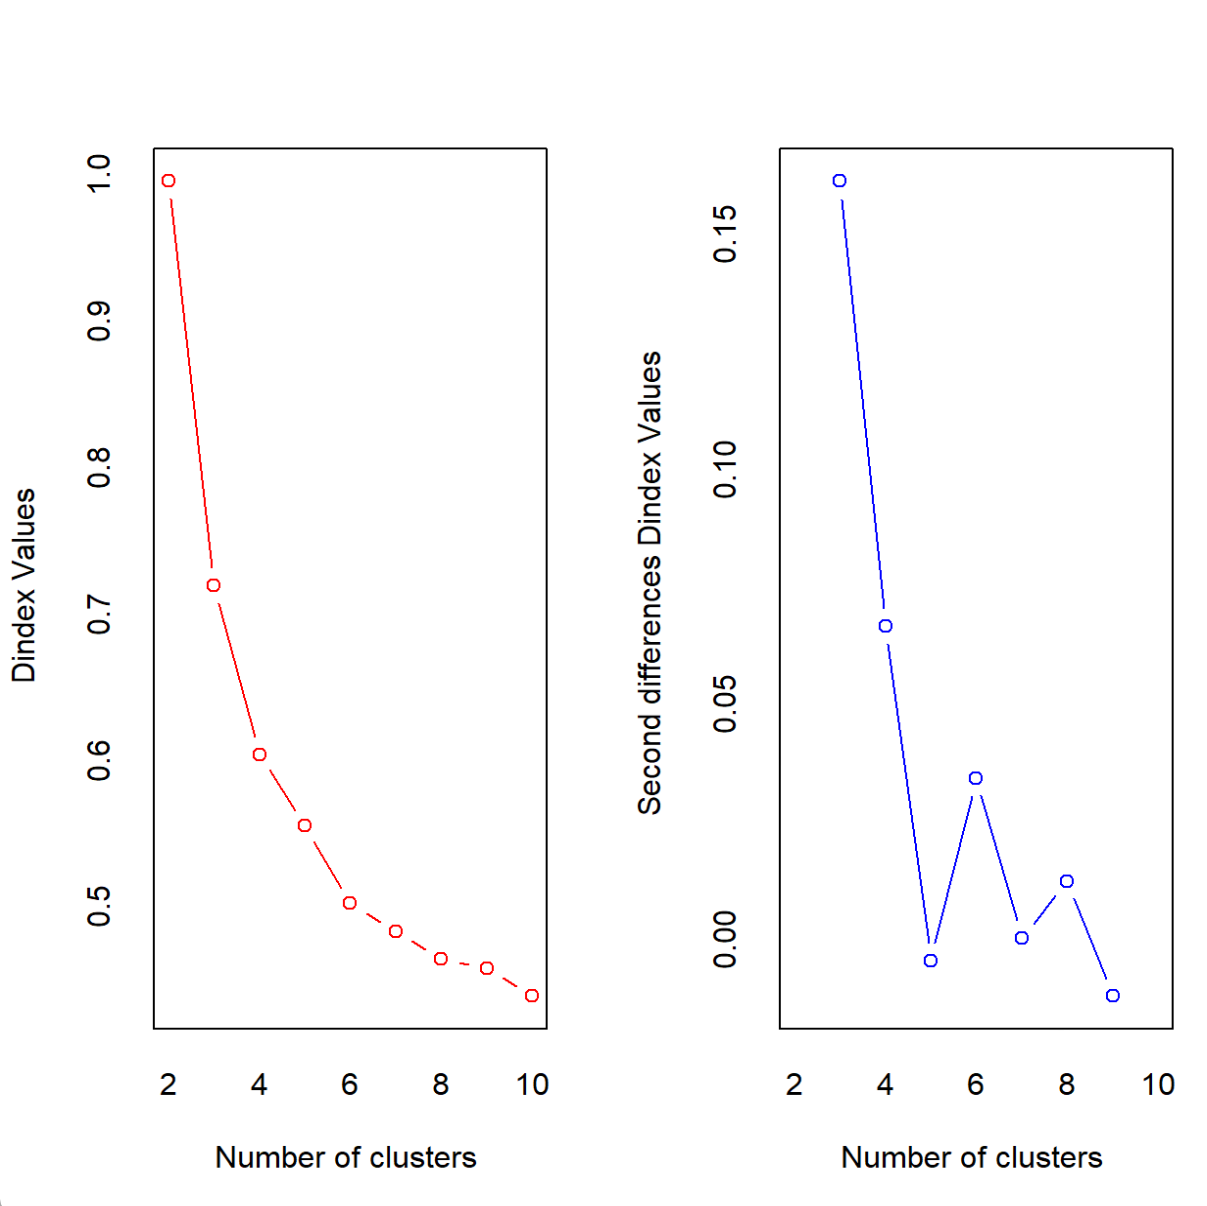 Dindex Values
1.0
0.9
0.8
0.7
0.6
0.5
2 4 6 8 10
Number of clusters
Second differences Dindex Values
0.15
0.10
0.05
0.00
2 4 6 8 10
Number of clusters